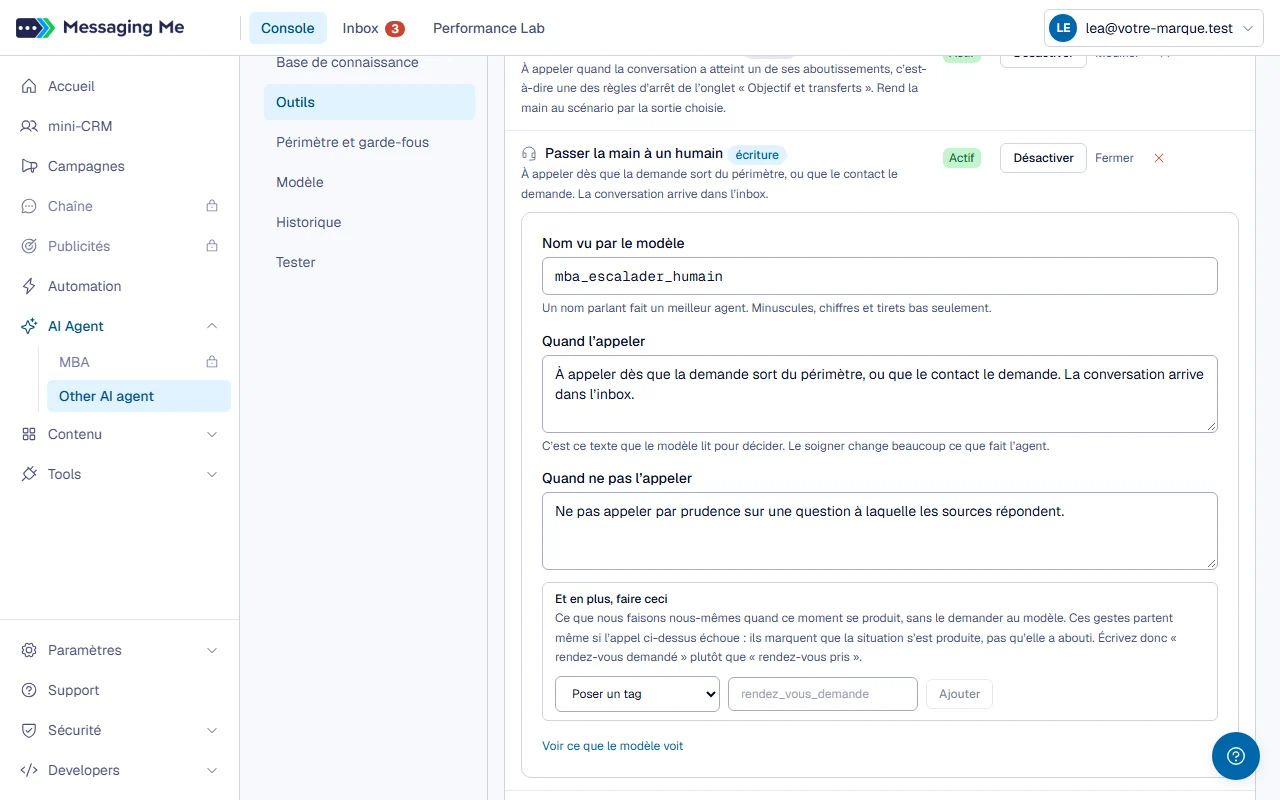 Messaging Me
Console
Inbox 3
Performance Lab
LE
lea@votre-marque.test
Accueil
mini-CRM
Campagnes
Chaîne
Publicités
Automation
AI Agent
MBA
Other AI agent
Contenu
Tools
Paramètres
Support
Sécurité
Developers
Base de connaissance
Outils
Périmètre et garde-fous
Modèle
Historique
Tester
À appeler quand la conversation a atteint un de ses aboutissements, c'est-
à-dire une des règles d'arrêt de l'onglet « Objectif et transferts ». Rend la
main au scénario par la sortie choisie.
Passer la main à un humain écriture
Actif
Désactiver
Fermer
À appeler dès que la demande sort du périmètre, ou que le contact le
demande. La conversation arrive dans l'inbox.
Nom vu par le modèle
mba_escalader_humain
Un nom parlant fait un meilleur agent. Minuscules, chiffres et tirets bas seulement.
Quand l'appeler
À appeler dès que la demande sort du périmètre, ou que le contact le demande. La conversation arrive
dans l'inbox.
C'est ce texte que le modèle lit pour décider. Le soigner change beaucoup ce que fait l'agent.
Quand ne pas l'appeler
Ne pas appeler par prudence sur une question à laquelle les sources répondent.
Et en plus, faire ceci
Ce que nous faisons nous-mêmes quand ce moment se produit, sans le demander au modèle. Ces gestes partent
même si l'appel ci-dessus échoue : ils marquent que la situation s'est produite, pas qu'elle a abouti. Écrivez donc «
rendez-vous demandé » plutôt que « rendez-vous pris ».
Poser un tag
rendez_vous_demande
Ajouter
Voir ce que le modèle voit